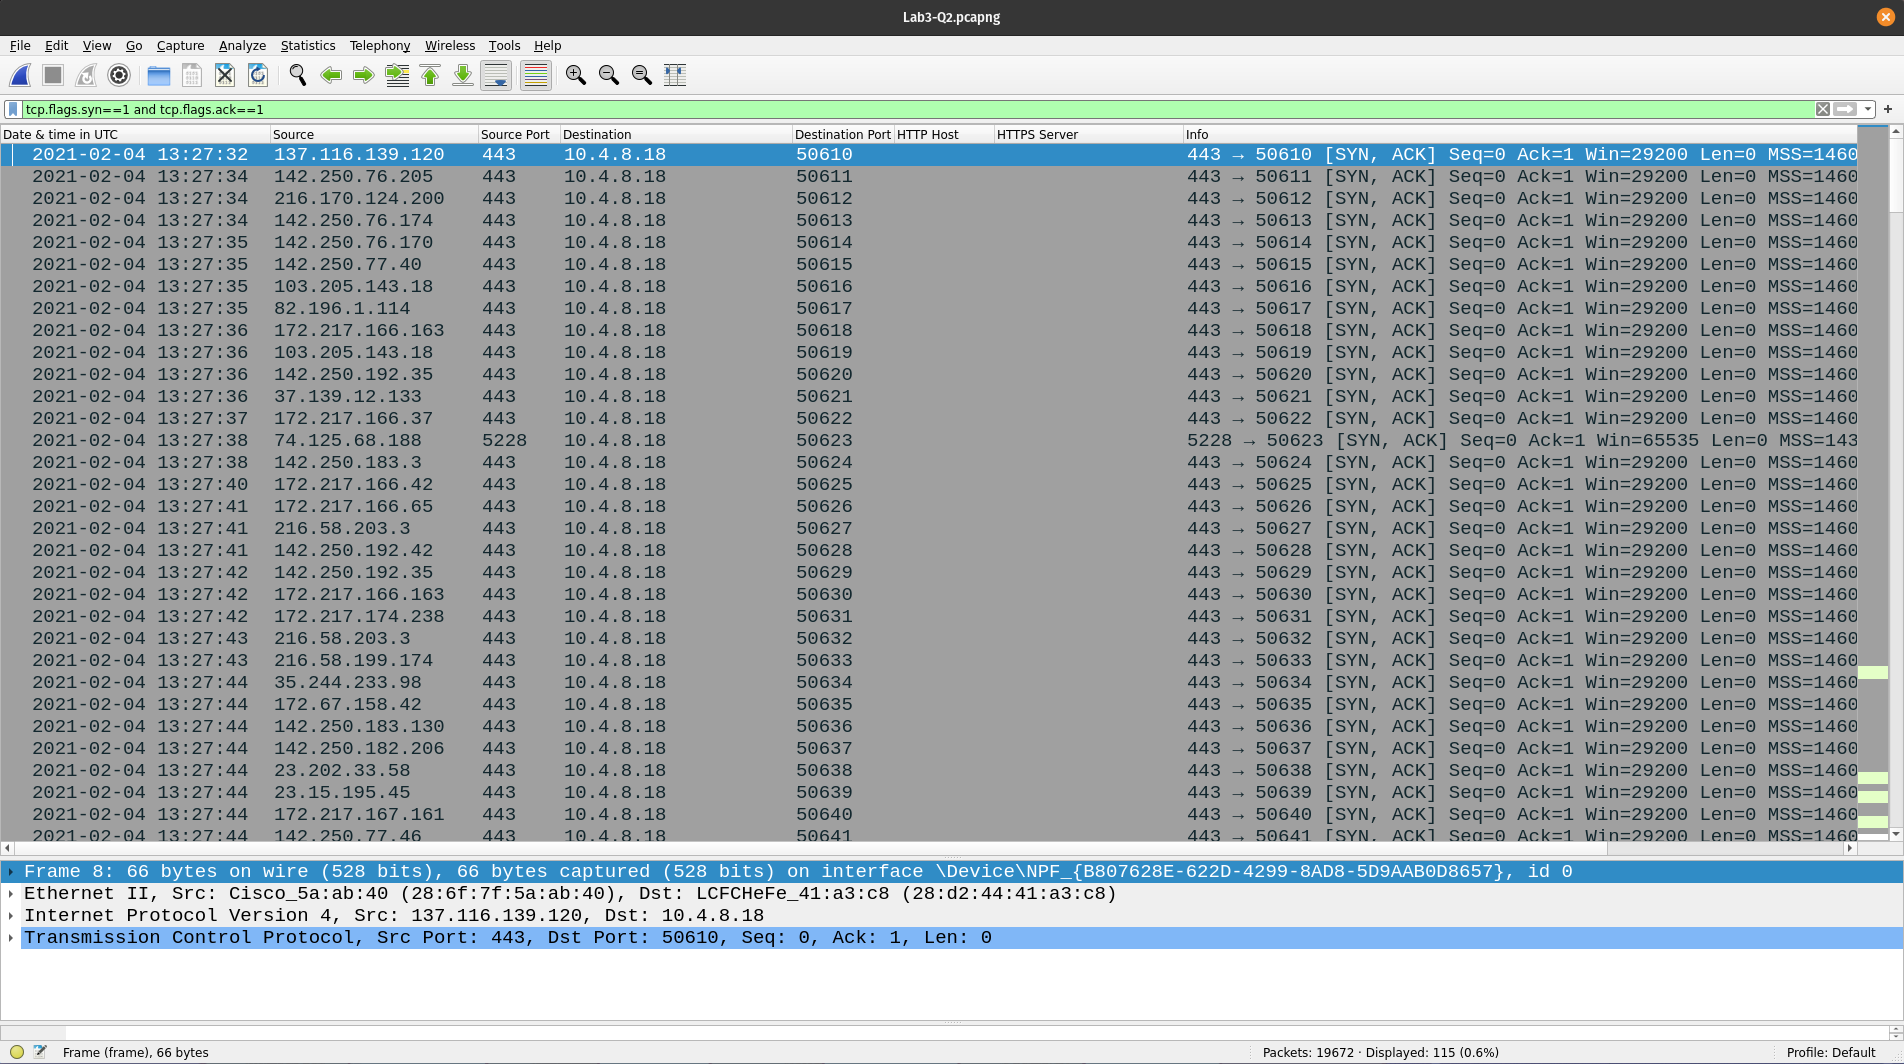 Lab3-Q2.pcapng
File Edit View Go Capture Analyze Statistics Telephony Wireless Tools Help
tcp.flags.syn==1 and tcp.flags.ack==1
Date & time in UTC Source Source Port Destination Destination Port HTTP Host HTTPS Server Info
2021-02-04 13:27:32 137.116.139.120 443 10.4.8.18 50610 443 → 50610 [SYN, ACK] Seq=0 Ack=1 Win=29200 Len=0 MSS=1460
2021-02-04 13:27:34 142.250.76.205 443 10.4.8.18 50611 443 → 50611 [SYN, ACK] Seq=0 Ack=1 Win=29200 Len=0 MSS=1460
2021-02-04 13:27:34 216.170.124.200 443 10.4.8.18 50612 443 → 50612 [SYN, ACK] Seq=0 Ack=1 Win=29200 Len=0 MSS=1460
2021-02-04 13:27:34 142.250.76.174 443 10.4.8.18 50613 443 → 50613 [SYN, ACK] Seq=0 Ack=1 Win=29200 Len=0 MSS=1460
2021-02-04 13:27:35 142.250.76.170 443 10.4.8.18 50614 443 → 50614 [SYN, ACK] Seq=0 Ack=1 Win=29200 Len=0 MSS=1460
2021-02-04 13:27:35 142.250.77.40 443 10.4.8.18 50615 443 → 50615 [SYN, ACK] Seq=0 Ack=1 Win=29200 Len=0 MSS=1460
2021-02-04 13:27:35 103.205.143.18 443 10.4.8.18 50616 443 → 50616 [SYN, ACK] Seq=0 Ack=1 Win=29200 Len=0 MSS=1460
2021-02-04 13:27:35 82.196.1.114 443 10.4.8.18 50617 443 → 50617 [SYN, ACK] Seq=0 Ack=1 Win=29200 Len=0 MSS=1460
2021-02-04 13:27:36 172.217.166.163 443 10.4.8.18 50618 443 → 50618 [SYN, ACK] Seq=0 Ack=1 Win=29200 Len=0 MSS=1460
2021-02-04 13:27:36 103.205.143.18 443 10.4.8.18 50619 443 → 50619 [SYN, ACK] Seq=0 Ack=1 Win=29200 Len=0 MSS=1460
2021-02-04 13:27:36 142.250.192.35 443 10.4.8.18 50620 443 → 50620 [SYN, ACK] Seq=0 Ack=1 Win=29200 Len=0 MSS=1460
2021-02-04 13:27:36 37.139.12.133 443 10.4.8.18 50621 443 → 50621 [SYN, ACK] Seq=0 Ack=1 Win=29200 Len=0 MSS=1460
2021-02-04 13:27:37 172.217.166.37 443 10.4.8.18 50622 443 → 50622 [SYN, ACK] Seq=0 Ack=1 Win=29200 Len=0 MSS=1460
2021-02-04 13:27:38 74.125.68.188 5228 10.4.8.18 50623 5228 → 50623 [SYN, ACK] Seq=0 Ack=1 Win=65535 Len=0 MSS=143
2021-02-04 13:27:38 142.250.183.3 443 10.4.8.18 50624 443 → 50624 [SYN, ACK] Seq=0 Ack=1 Win=29200 Len=0 MSS=1460
2021-02-04 13:27:40 172.217.166.42 443 10.4.8.18 50625 443 → 50625 [SYN, ACK] Seq=0 Ack=1 Win=29200 Len=0 MSS=1460
2021-02-04 13:27:41 172.217.166.65 443 10.4.8.18 50626 443 → 50626 [SYN, ACK] Seq=0 Ack=1 Win=29200 Len=0 MSS=1460
2021-02-04 13:27:41 216.58.203.3 443 10.4.8.18 50627 443 → 50627 [SYN, ACK] Seq=0 Ack=1 Win=29200 Len=0 MSS=1460
2021-02-04 13:27:41 142.250.192.42 443 10.4.8.18 50628 443 → 50628 [SYN, ACK] Seq=0 Ack=1 Win=29200 Len=0 MSS=1460
2021-02-04 13:27:42 142.250.192.35 443 10.4.8.18 50629 443 → 50629 [SYN, ACK] Seq=0 Ack=1 Win=29200 Len=0 MSS=1460
2021-02-04 13:27:42 172.217.166.163 443 10.4.8.18 50630 443 → 50630 [SYN, ACK] Seq=0 Ack=1 Win=29200 Len=0 MSS=1460
2021-02-04 13:27:42 172.217.174.238 443 10.4.8.18 50631 443 → 50631 [SYN, ACK] Seq=0 Ack=1 Win=29200 Len=0 MSS=1460
2021-02-04 13:27:43 216.58.203.3 443 10.4.8.18 50632 443 → 50632 [SYN, ACK] Seq=0 Ack=1 Win=29200 Len=0 MSS=1460
2021-02-04 13:27:43 216.58.199.174 443 10.4.8.18 50633 443 → 50633 [SYN, ACK] Seq=0 Ack=1 Win=29200 Len=0 MSS=1460
2021-02-04 13:27:44 35.244.233.98 443 10.4.8.18 50634 443 → 50634 [SYN, ACK] Seq=0 Ack=1 Win=29200 Len=0 MSS=1460
2021-02-04 13:27:44 172.67.158.42 443 10.4.8.18 50635 443 → 50635 [SYN, ACK] Seq=0 Ack=1 Win=29200 Len=0 MSS=1460
2021-02-04 13:27:44 142.250.183.130 443 10.4.8.18 50636 443 → 50636 [SYN, ACK] Seq=0 Ack=1 Win=29200 Len=0 MSS=1460
2021-02-04 13:27:44 142.250.182.206 443 10.4.8.18 50637 443 → 50637 [SYN, ACK] Seq=0 Ack=1 Win=29200 Len=0 MSS=1460
2021-02-04 13:27:44 23.202.33.58 443 10.4.8.18 50638 443 → 50638 [SYN, ACK] Seq=0 Ack=1 Win=29200 Len=0 MSS=1460
2021-02-04 13:27:44 23.15.195.45 443 10.4.8.18 50639 443 → 50639 [SYN, ACK] Seq=0 Ack=1 Win=29200 Len=0 MSS=1460
2021-02-04 13:27:44 172.217.167.161 443 10.4.8.18 50640 443 → 50640 [SYN, ACK] Seq=0 Ack=1 Win=29200 Len=0 MSS=1460
2021-02-04 13:27:44 142.250.77.46 443 10.4.8.18 50641 443 → 50641 [SYN, ACK] Seq=0 Ack=1 Win=29200 Len=0 MSS=1460
Frame 8: 66 bytes on wire (528 bits), 66 bytes captured (528 bits) on interface \Device\NPF_{B807628E-622D-4299-8AD8-5D9AAB0D8657}, id 0
Ethernet II, Src: Cisco_5a:ab:40 (28:6f:7f:5a:ab:40), Dst: LCFCHeFe_41:a3:c8 (28:d2:44:41:a3:c8)
Internet Protocol Version 4, Src: 137.116.139.120, Dst: 10.4.8.18
Transmission Control Protocol, Src Port: 443, Dst Port: 50610, Seq: 0, Ack: 1, Len: 0
Frame (frame), 66 bytes Packets: 19672 · Displayed: 115 (0.6%) Profile: Default